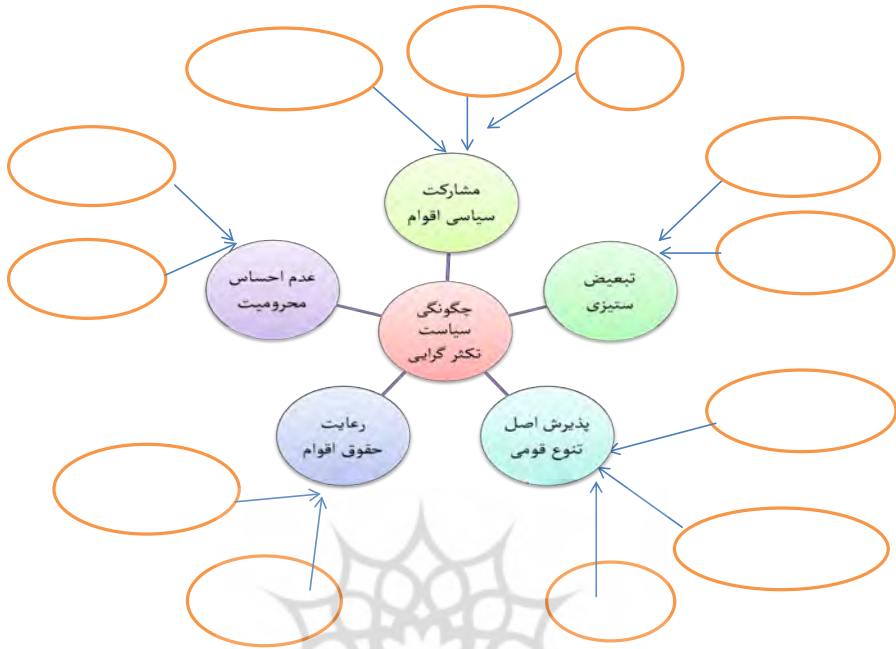 مشارکت
سیاسی اقوام
تبعیض
ستیزی
عدم احساس
محرومیت
چگونگی
سیاست
تکثر گرایی
پذیرش اصل
تنوع قومی
رعایت
حقوق اقوام